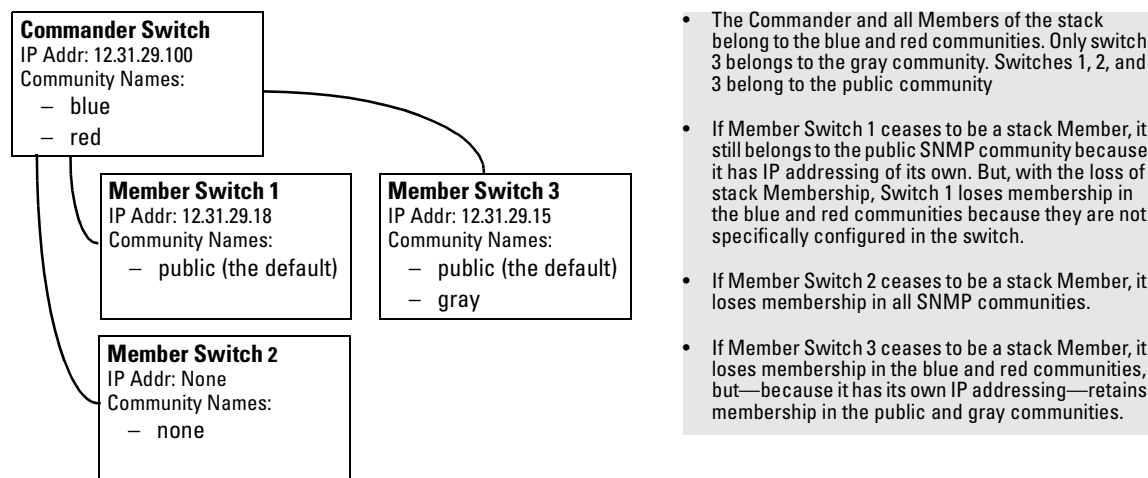 Commander Switch
IP Addr: 12.31.29.100
Community Names:
– blue
– red
Member Switch 1
IP Addr: 12.31.29.18
Community Names:
– public (the default)
Member Switch 3
IP Addr: 12.31.29.15
Community Names:
– public (the default)
– gray
Member Switch 2
IP Addr: None
Community Names:
– none
• The Commander and all Members of the stack
belong to the blue and red communities. Only switch
3 belongs to the gray community. Switches 1, 2, and
3 belong to the public community
• If Member Switch 1 ceases to be a stack Member, it
still belongs to the public SNMP community because
it has IP addressing of its own. But, with the loss of
stack Membership, Switch 1 loses membership in
the blue and red communities because they are not
specifically configured in the switch.
• If Member Switch 2 ceases to be a stack Member, it
loses membership in all SNMP communities.
• If Member Switch 3 ceases to be a stack Member, it
loses membership in the blue and red communities,
but—because it has its own IP addressing—retains
membership in the public and gray communities.